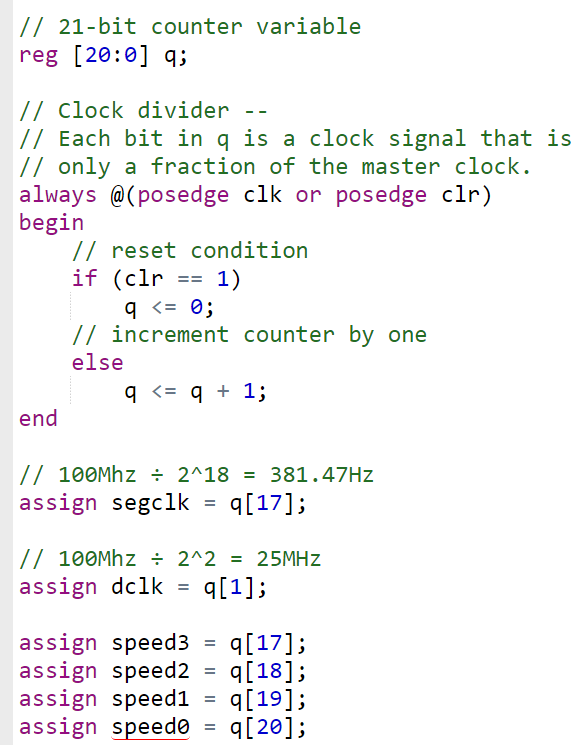 // 21-bit counter variable
reg [20:0] q;
// Clock divider --
// Each bit in q is a clock signal that is
// only a fraction of the master clock.
always @(posedge clk or posedge clr)
begin
    // reset condition
    if (clr == 1)
        q <= 0;
    // increment counter by one
    else
        q <= q + 1;
end
// 100Mhz ÷ 2^18 = 381.47Hz
assign segclk = q[17];
// 100Mhz ÷ 2^2 = 25MHz
assign dclk = q[1];
assign speed3 = q[17];
assign speed2 = q[18];
assign speed1 = q[19];
assign speed0 = q[20];